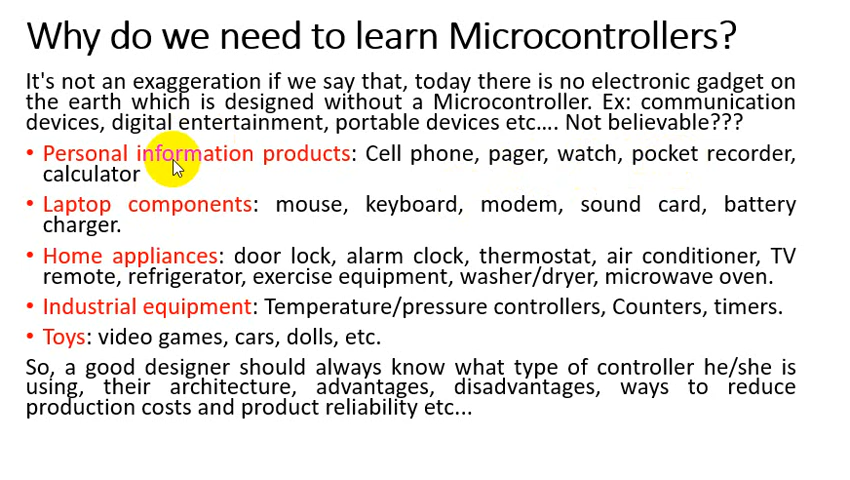 Why do we need to learn Microcontrollers?
It's not an exaggeration if we say that, today there is no electronic gadget on
the earth which is designed without a Microcontroller. Ex: communication
devices, digital entertainment, portable devices etc.... Not believable???
• Personal information products: Cell phone, pager, watch, pocket recorder,
calculator
• Laptop components: mouse, keyboard, modem, sound card, battery
charger.
• Home appliances: door lock, alarm clock, thermostat, air conditioner, TV
remote, refrigerator, exercise equipment, washer/dryer, microwave oven.
• Industrial equipment: Temperature/pressure controllers, Counters, timers.
• Toys: video games, cars, dolls, etc.
So, a good designer should always know what type of controller he/she is
using, their architecture, advantages, disadvantages, ways to reduce
production costs and product reliability etc...